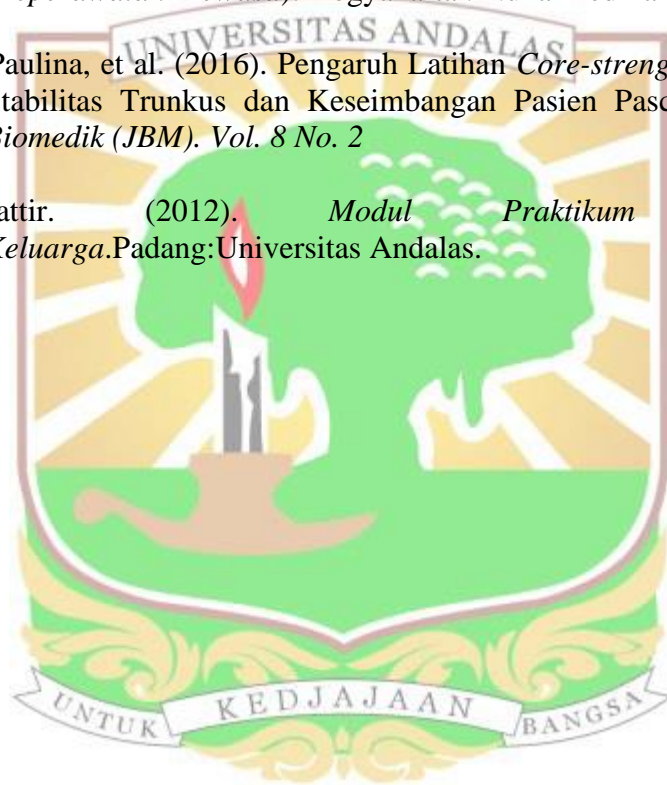 UNIVERSITAS ANDALAS
Paulina, et al. (2016). Pengaruh Latihan Core-streng
tabilitas Trunkus dan Keseimbangan Pasien Pasc
Biomedik (JBM). Vol. 8 No. 2
attir. (2012). Modul Praktikum
Keluarga.Padang:Universitas Andalas.
UNTUK KEDJAJAAN BANGSA